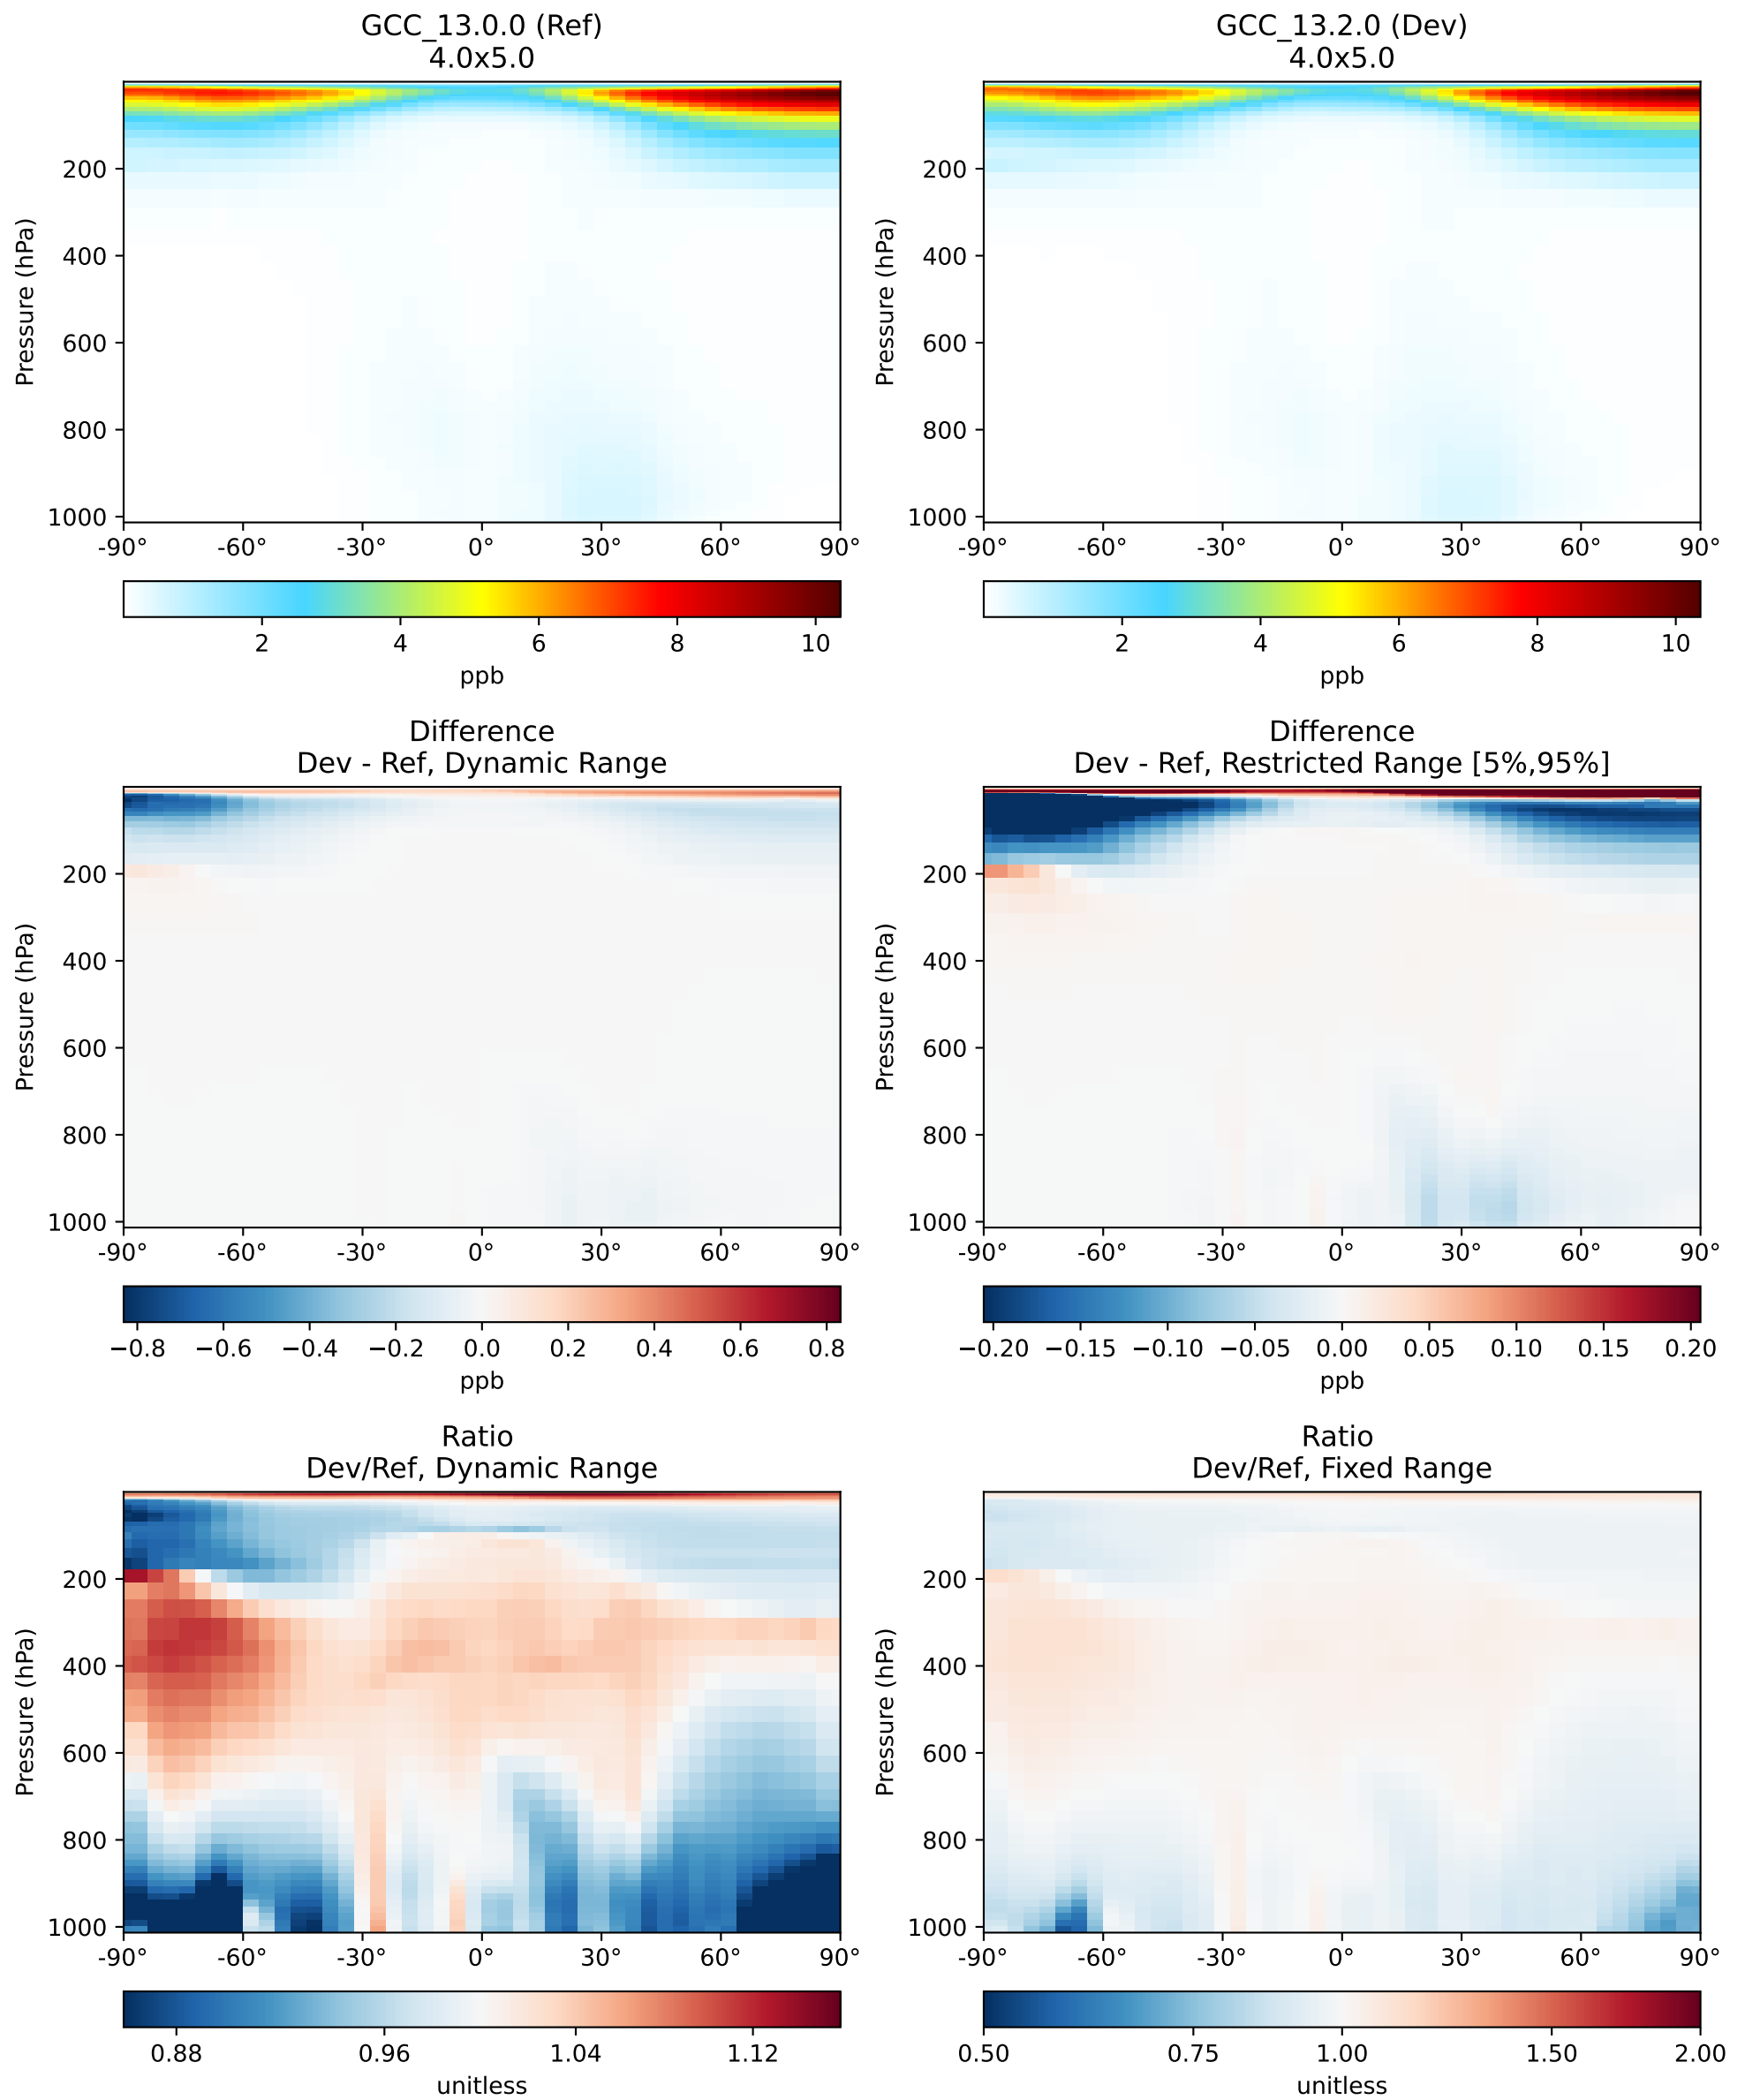 GCC_13.0.0 (Ref)
4.0x5.0
Pressure (hPa)
200
400
600
800
1000
-90° -60° -30° 0° 30° 60° 90°
2 4 6 8 10
ppb
GCC_13.2.0 (Dev)
4.0x5.0
Pressure (hPa)
200
400
600
800
1000
-90° -60° -30° 0° 30° 60° 90°
2 4 6 8 10
ppb
Difference
Dev - Ref, Dynamic Range
Pressure (hPa)
200
400
600
800
1000
-90° -60° -30° 0° 30° 60° 90°
−0.8 −0.6 −0.4 −0.2 0.0 0.2 0.4 0.6 0.8
ppb
Difference
Dev - Ref, Restricted Range [5%,95%]
Pressure (hPa)
200
400
600
800
1000
-90° -60° -30° 0° 30° 60° 90°
−0.20 −0.15 −0.10 −0.05 0.00 0.05 0.10 0.15 0.20
ppb
Ratio
Dev/Ref, Dynamic Range
Pressure (hPa)
200
400
600
800
1000
-90° -60° -30° 0° 30° 60° 90°
0.88 0.96 1.04 1.12
unitless
Ratio
Dev/Ref, Fixed Range
Pressure (hPa)
200
400
600
800
1000
-90° -60° -30° 0° 30° 60° 90°
0.50 0.75 1.00 1.50 2.00
unitless